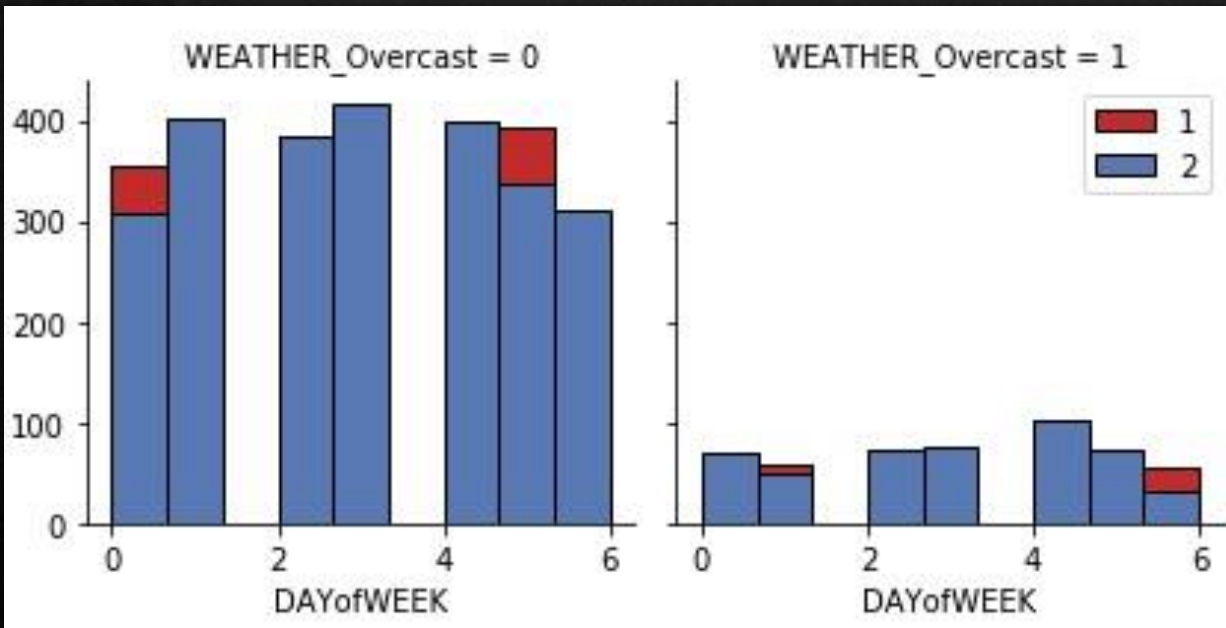 WEATHER_Overcast = 0
400
300
200
100
0
0 2 4 6
DAYofWEEK
WEATHER_Overcast = 1
1
2
0 2 4 6
DAYofWEEK